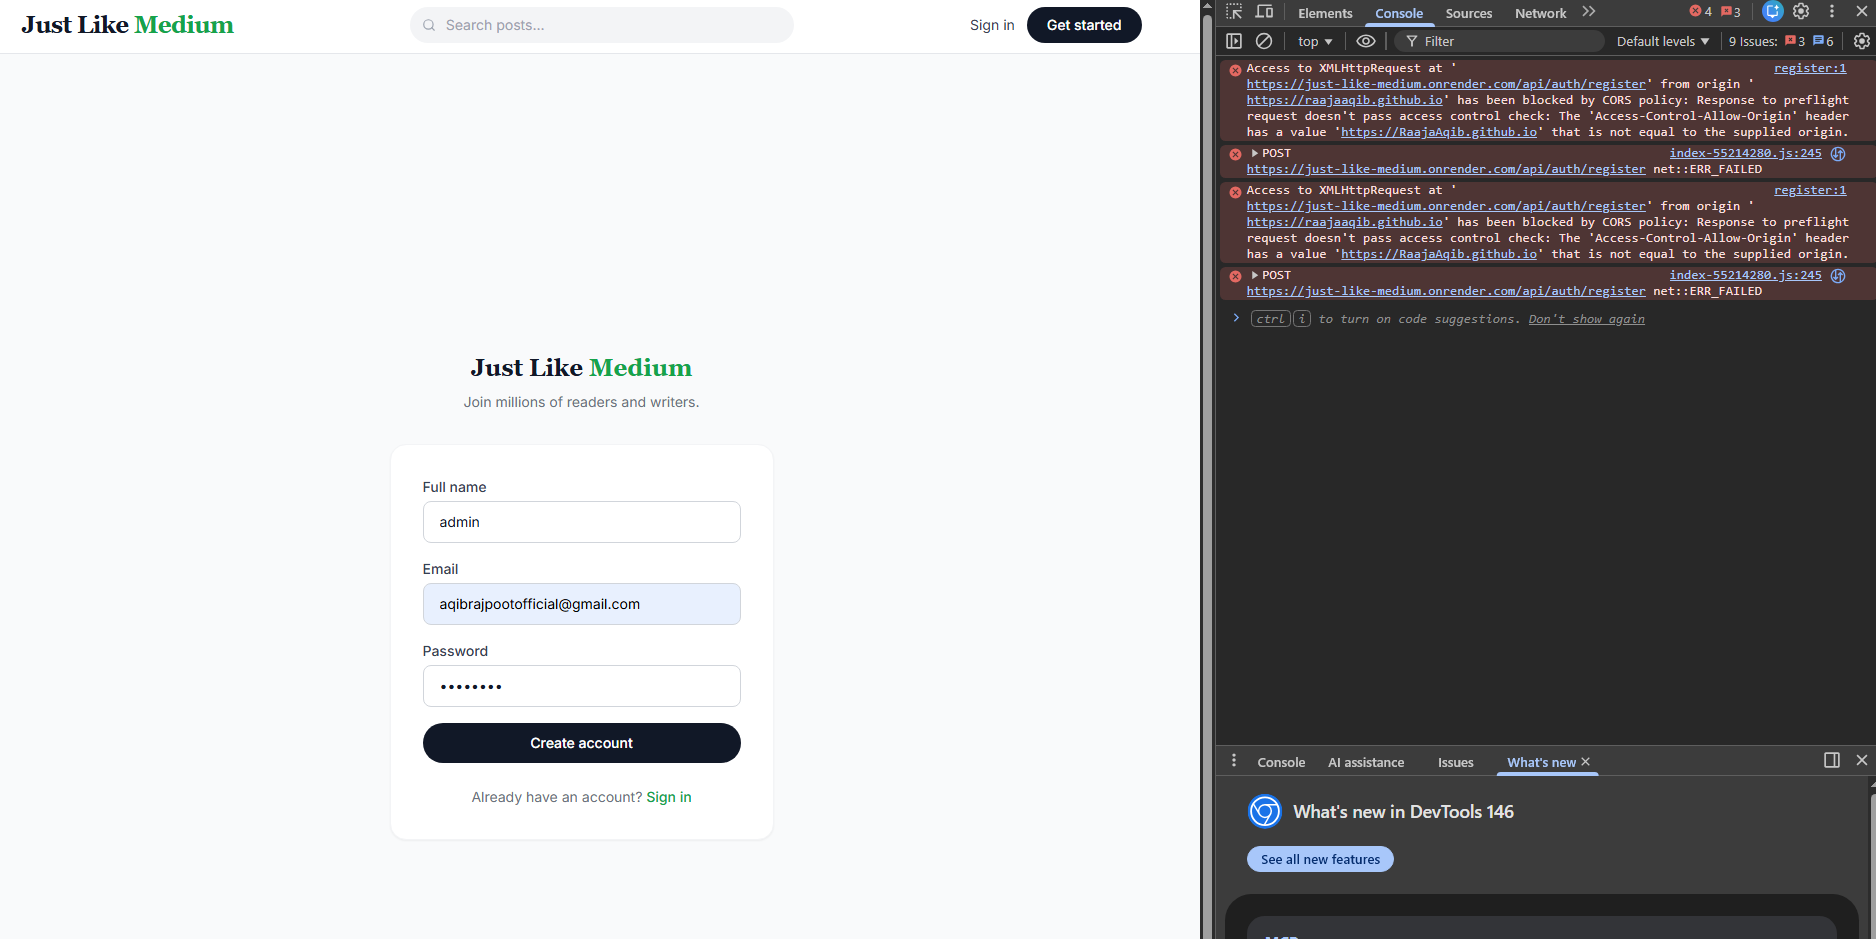 Just Like Medium
Search posts...
Sign in
Get started
Just Like Medium
Join millions of readers and writers.
Full name
admin
Email
aqibrajpootofficial@gmail.com
Password
••••••••
Create account
Already have an account? Sign in
Elements
Console
Sources
Network
4
3
top
Filter
Default levels
9 Issues: 3 6
Access to XMLHttpRequest at ' register:1
https://just-like-medium.onrender.com/api/auth/register' from origin '
https://raajaaqib.github.io' has been blocked by CORS policy: Response to preflight
request doesn't pass access control check: The 'Access-Control-Allow-Origin' header
has a value 'https://RaajaAqib.github.io' that is not equal to the supplied origin.
POST index-55214280.js:245
https://just-like-medium.onrender.com/api/auth/register net::ERR_FAILED
Access to XMLHttpRequest at ' register:1
https://just-like-medium.onrender.com/api/auth/register' from origin '
https://raajaaqib.github.io' has been blocked by CORS policy: Response to preflight
request doesn't pass access control check: The 'Access-Control-Allow-Origin' header
has a value 'https://RaajaAqib.github.io' that is not equal to the supplied origin.
POST index-55214280.js:245
https://just-like-medium.onrender.com/api/auth/register net::ERR_FAILED
ctrl i to turn on code suggestions. Don't show again
Console
AI assistance
Issues
What's new
What's new in DevTools 146
See all new features